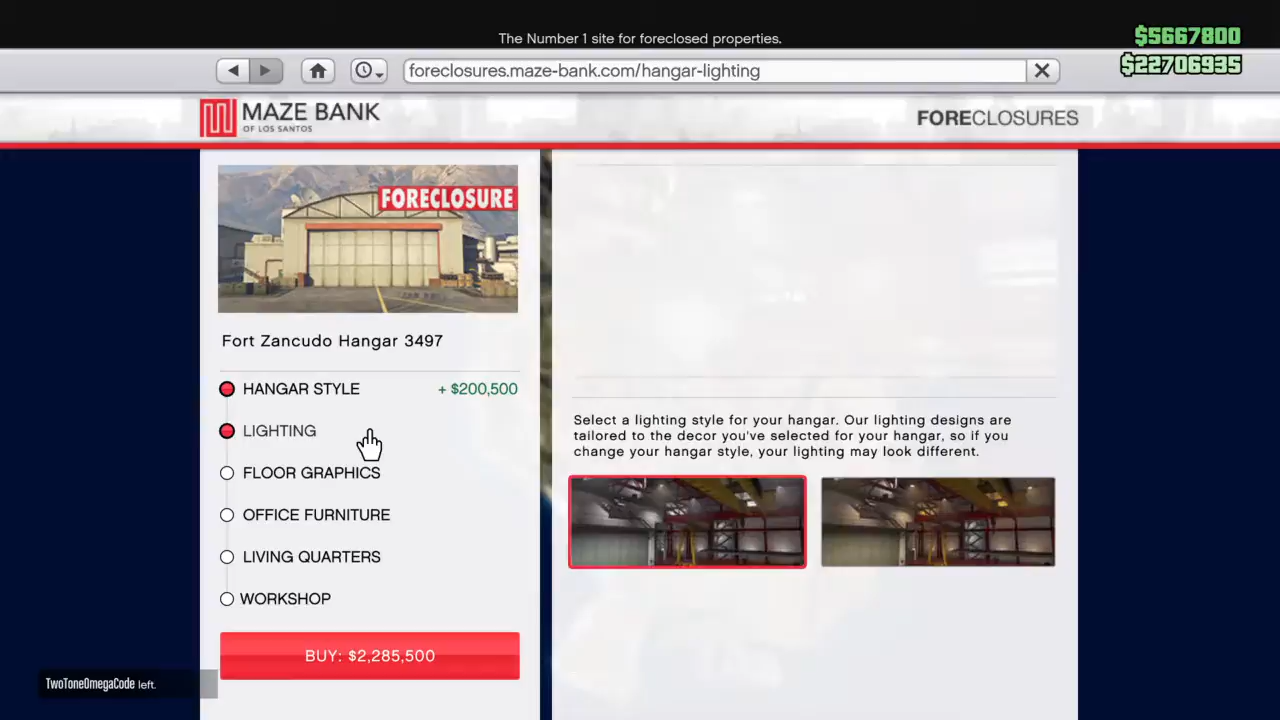 The Number 1 site for foreclosed properties.
$5667800
$22706935
foreclosures.maze-bank.com/hangar-lighting
MAZE BANK
OF LOS SANTOS
FORECLOSURES
FORECLOSURE
Fort Zancudo Hangar 3497
HANGAR STYLE + $200,500
LIGHTING
FLOOR GRAPHICS
OFFICE FURNITURE
LIVING QUARTERS
WORKSHOP
BUY: $2,285,500
Select a lighting style for your hangar. Our lighting designs are
tailored to the decor you've selected for your hangar, so if you
change your hangar style, your lighting may look different.
TwoToneOmegaCode left.